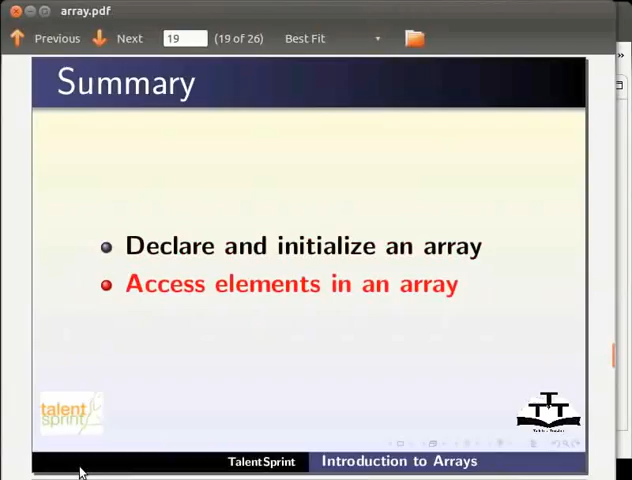 array.pdf
Previous
Next
19
(19 of 26)
Best Fit
»
Summary
Declare and initialize an array
Access elements in an array
talent
sprint
TTT
TalentSprint
Introduction to Arrays